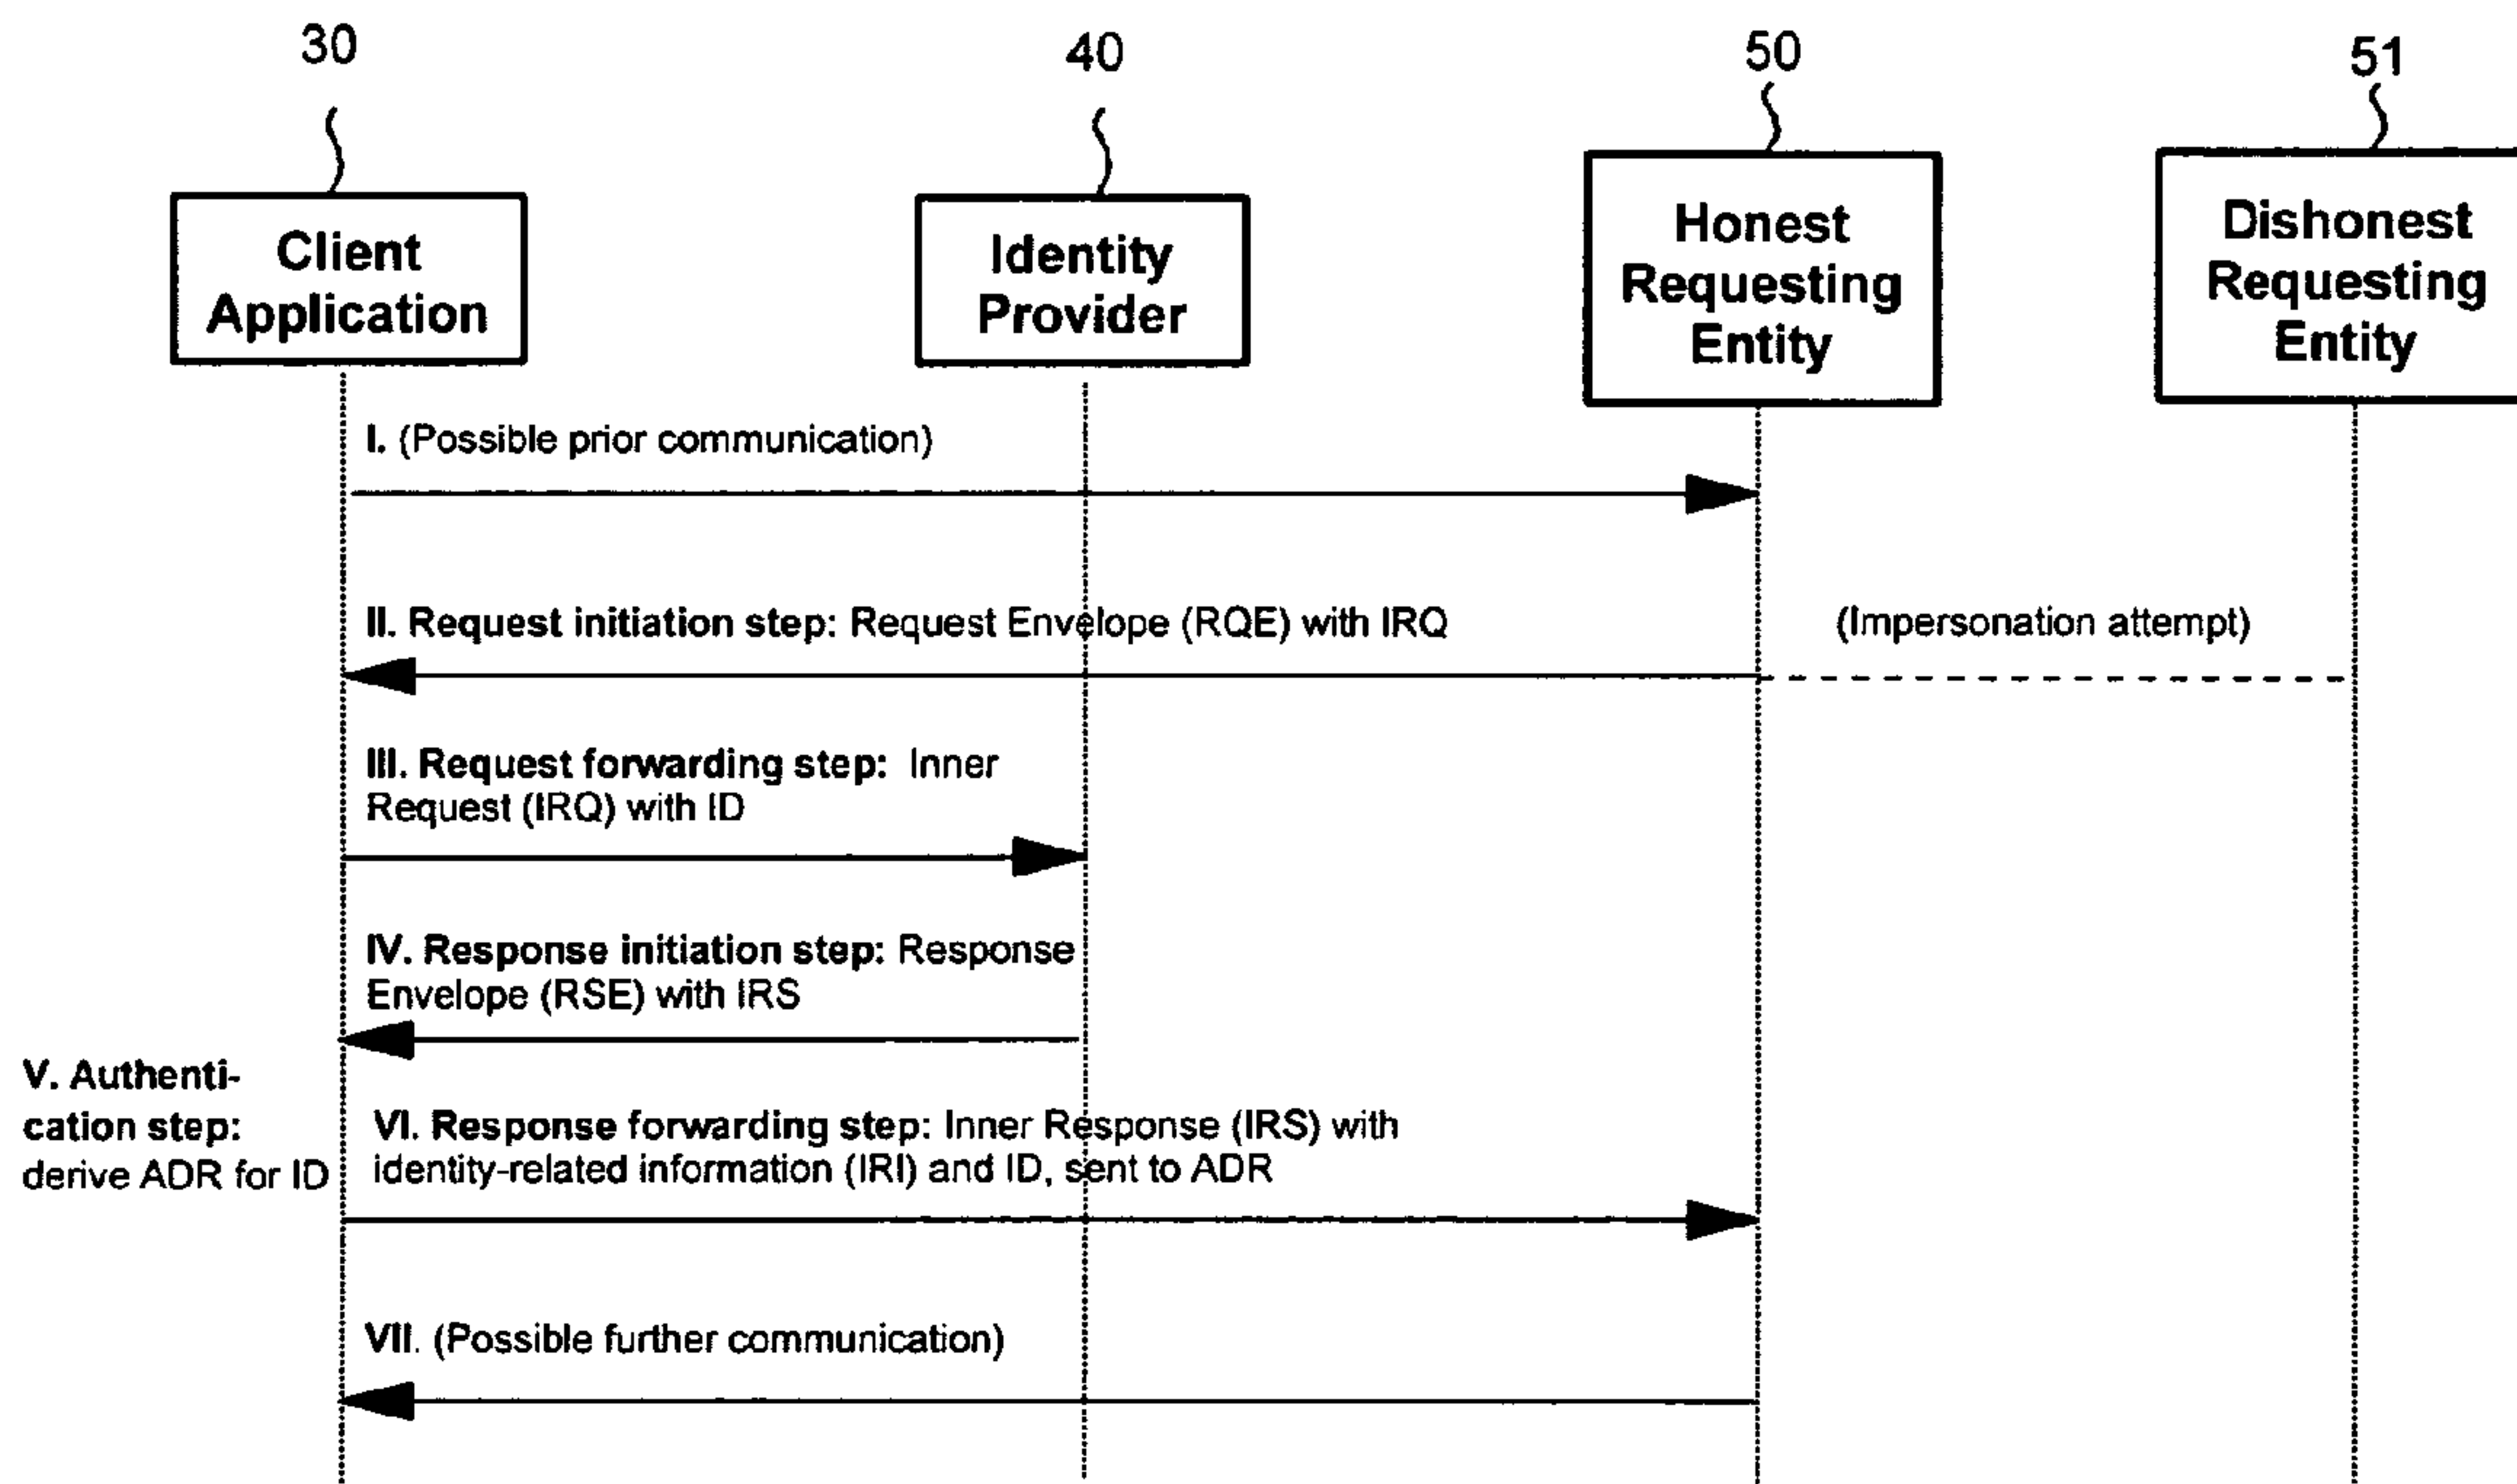 30
40
50
51
Client
Application
Identity
Provider
Honest
Requesting
Entity
Dishonest
Requesting
Entity
I. (Possible prior communication)
II. Request initiation step: Request Envelope (RQE) with IRQ
(Impersonation attempt)
III. Request forwarding step: Inner
Request (IRQ) with ID
IV. Response initiation step: Response
Envelope (RSE) with IRS
V. Authenti-
cation step:
derive ADR for ID
VI. Response forwarding step: Inner Response (IRS) with
identity-related information (IRI) and ID, sent to ADR
VII. (Possible further communication)